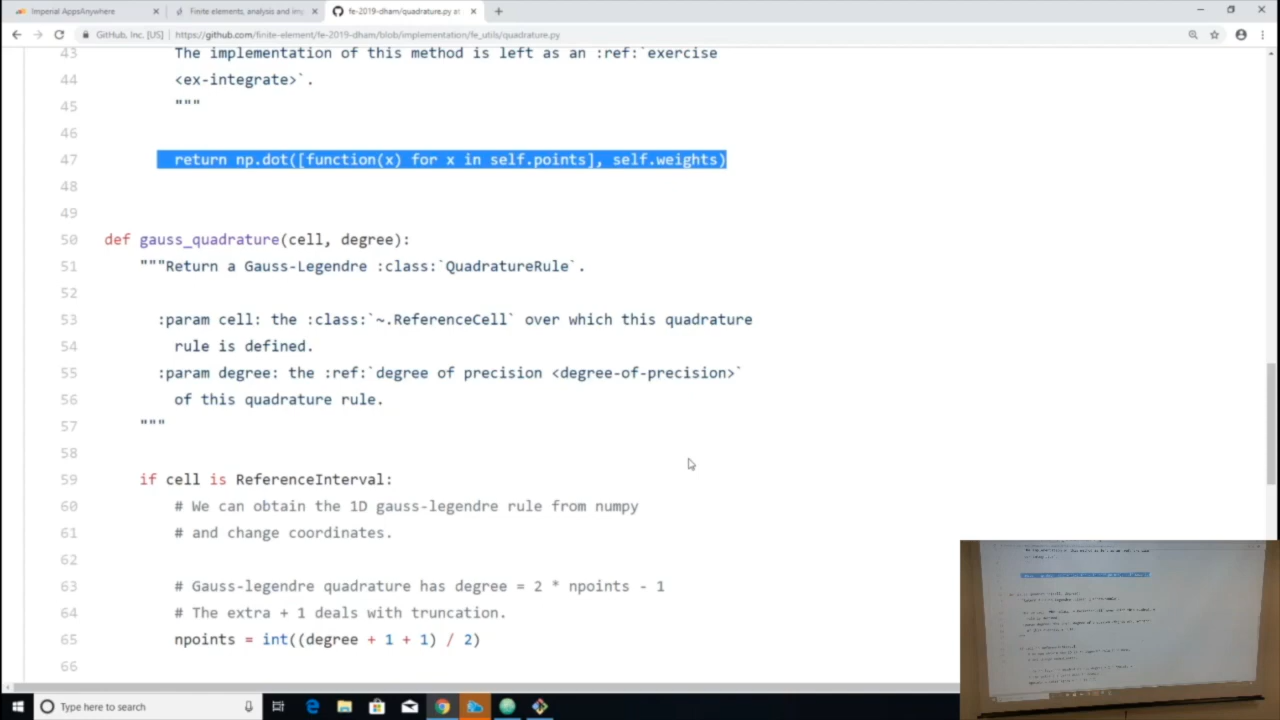 Imperial AppsAnywhere
Finite elements, analysis and im
fe-2019-dham/quadrature.py at
GitHub, Inc. [US]
https://github.com/finite-element/fe-2019-dham/blob/implementation/fe_utils/quadrature.py
43 The implementation of this method is left as an :ref:`exercise
44 <ex-integrate>`.
45 """
46
47 return np.dot([function(x) for x in self.points], self.weights)
48
49
50 def gauss_quadrature(cell, degree):
51 """Return a Gauss-Legendre :class:`QuadratureRule`.
52
53 :param cell: the :class:`~.ReferenceCell` over which this quadrature
54 rule is defined.
55 :param degree: the :ref:`degree of precision <degree-of-precision>`
56 of this quadrature rule.
57 """
58
59 if cell is ReferenceInterval:
60 # We can obtain the 1D gauss-legendre rule from numpy
61 # and change coordinates.
62
63 # Gauss-legendre quadrature has degree = 2 * npoints - 1
64 # The extra + 1 deals with truncation.
65 npoints = int((degree + 1 + 1) / 2)
66
Type here to search